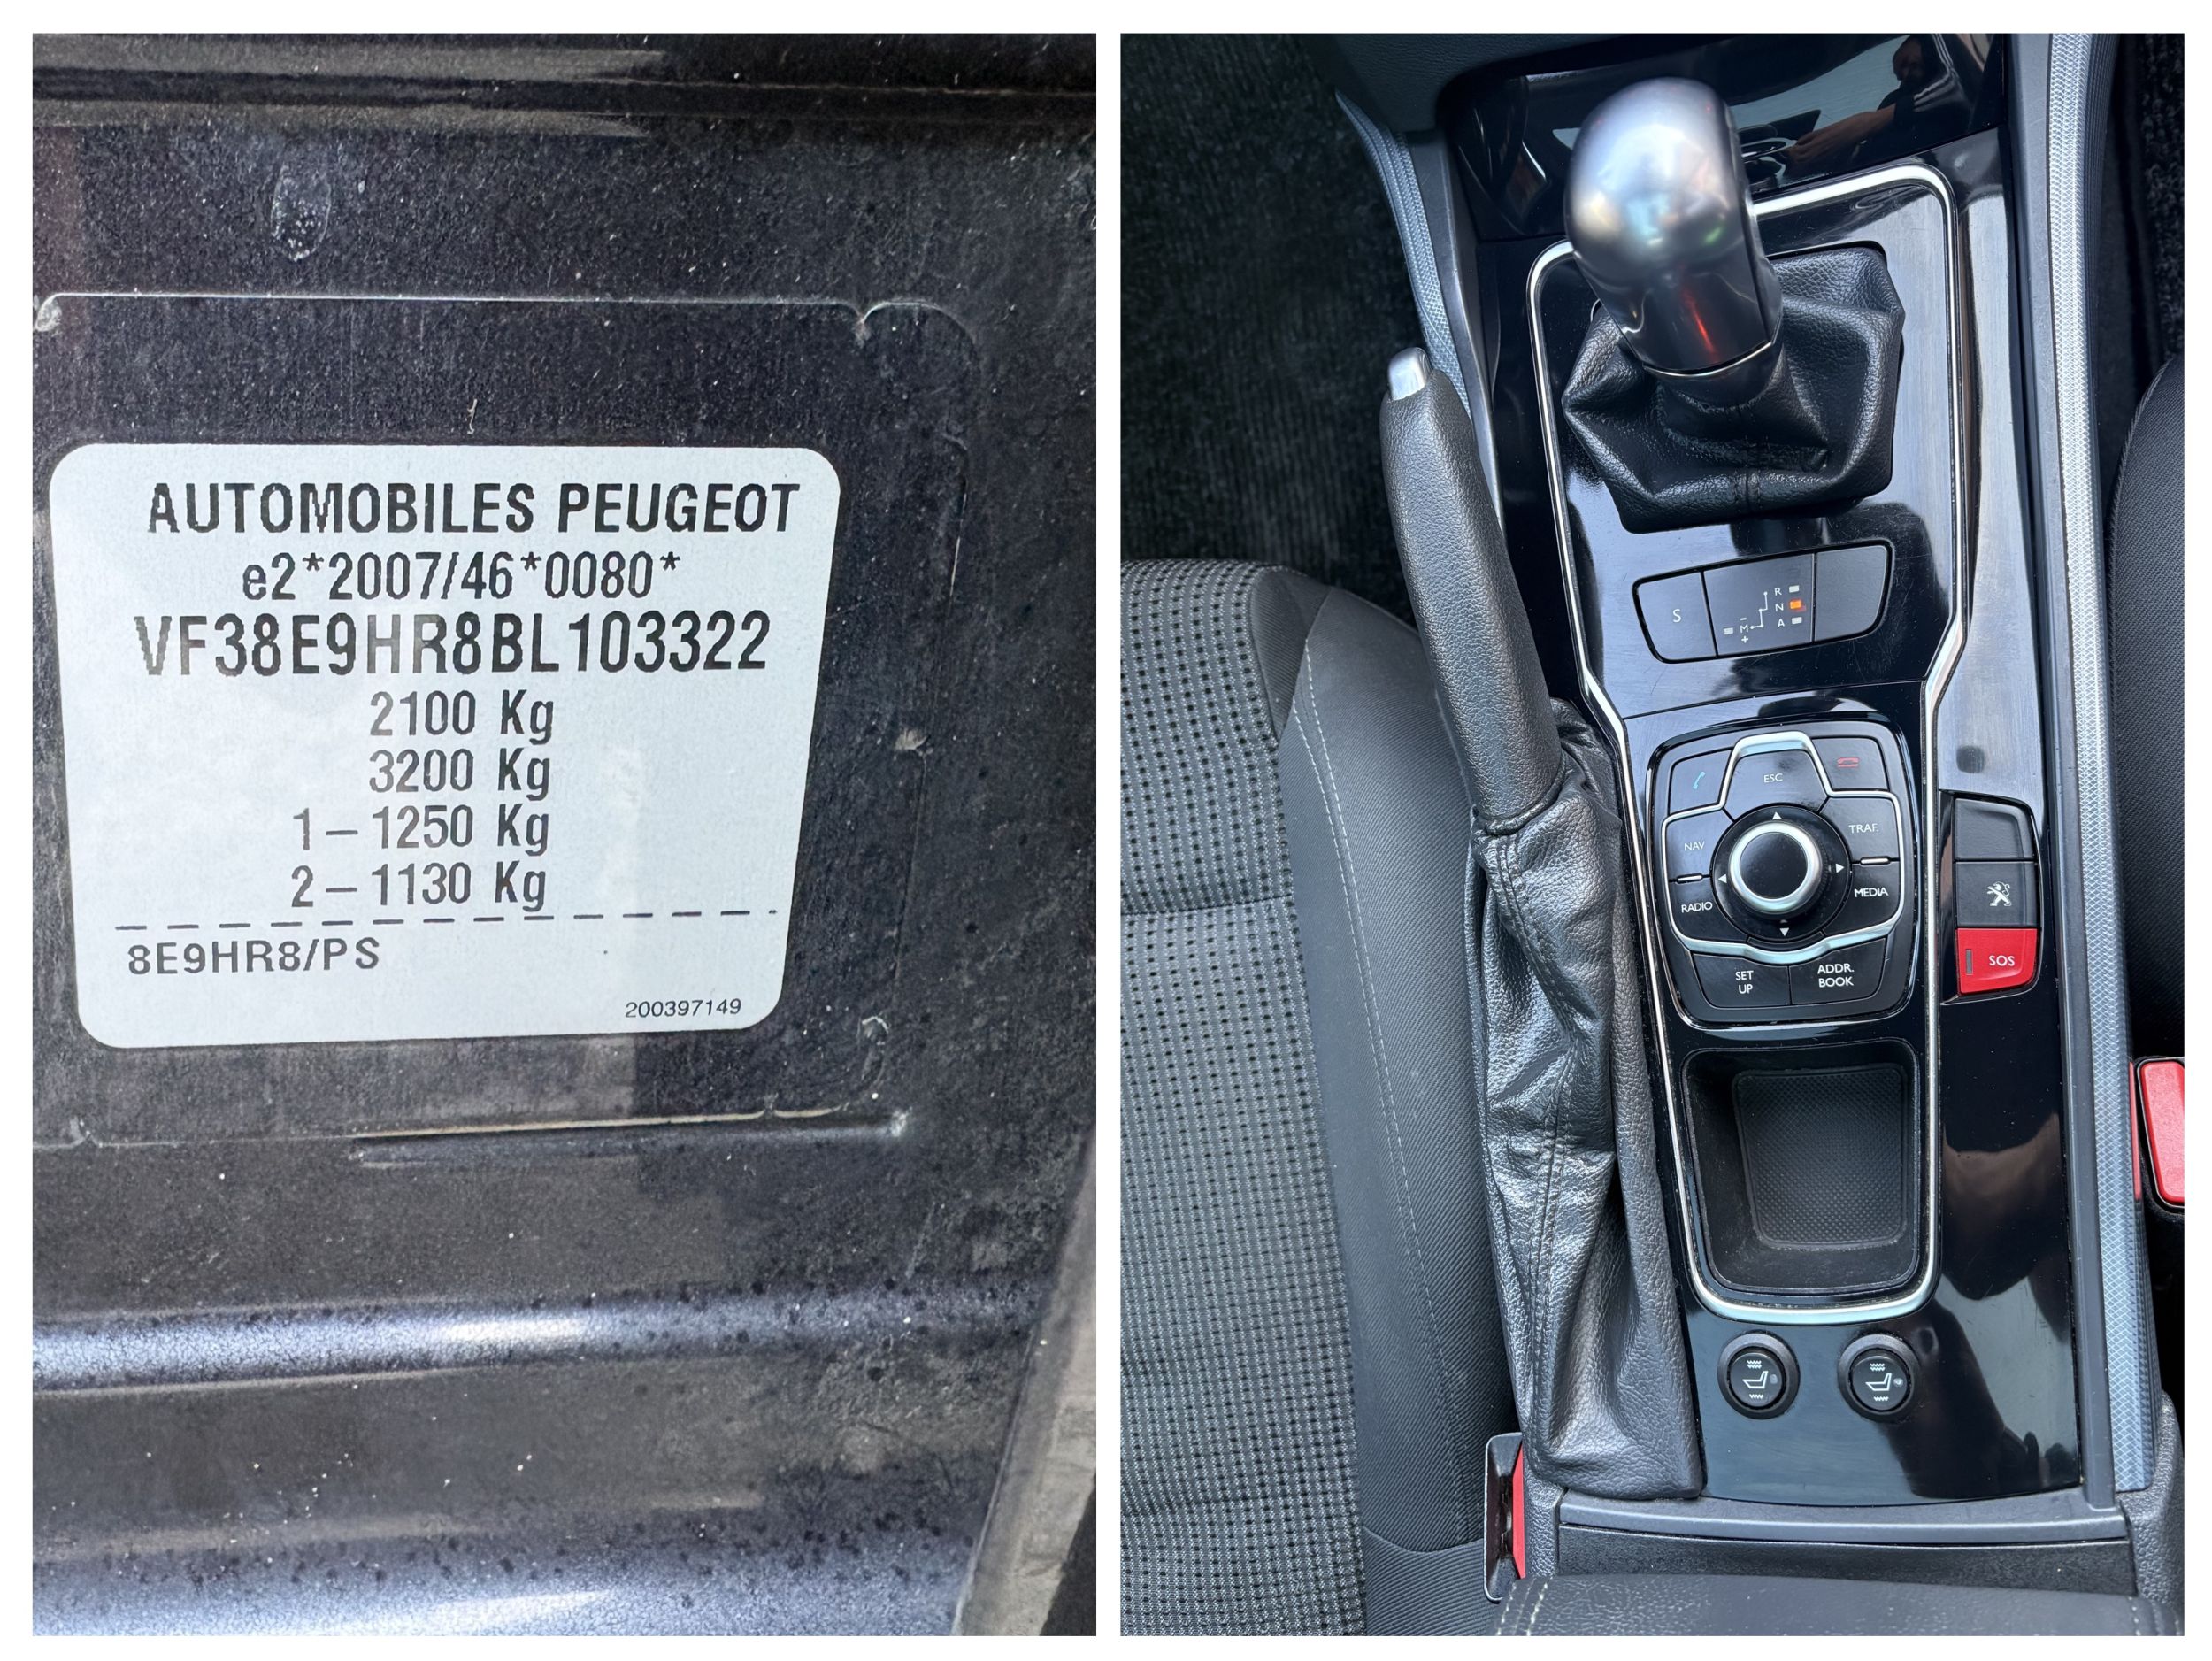 AUTOMOBILES PEUGEOT
e2*2007/46*0080*
VF38E9HR8BL103322
2100 Kg
3200 Kg
1-1250 Kg
2-1130 Kg
8E9HR8/PS
200397149
S
R
N
A
- M +
ESC
NAV
TRAF.
RADIO
MEDIA
SET UP
ADDR. BOOK
SOS